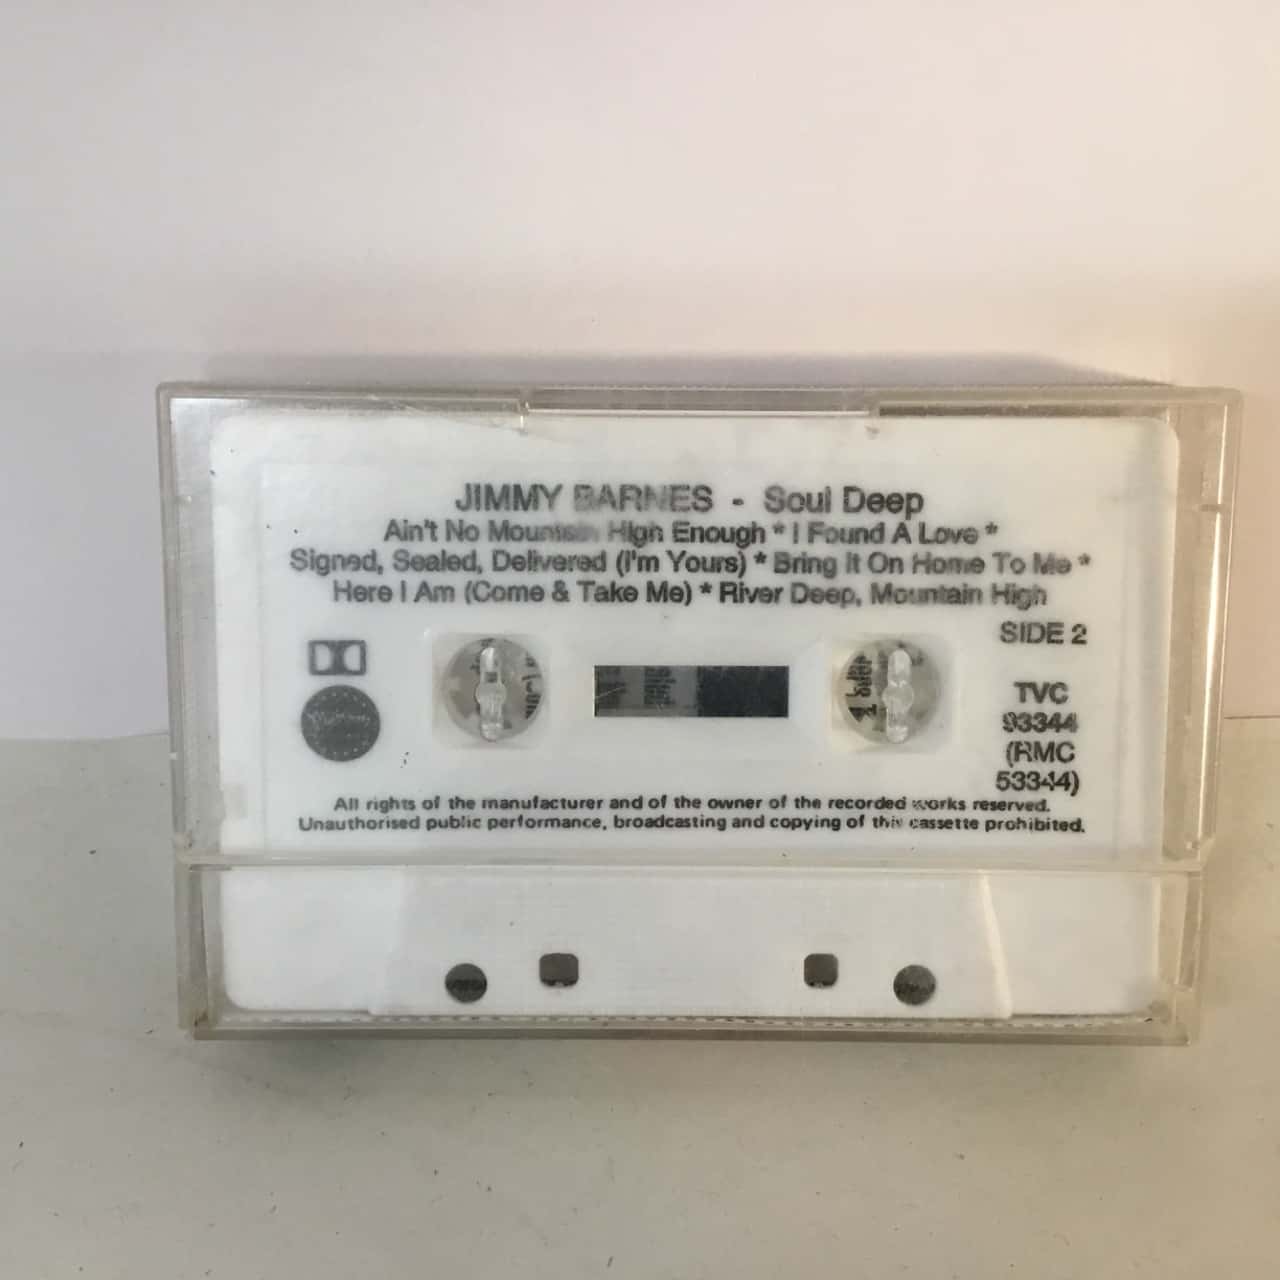 JIMMY BARNES - Soul Deep
Ain't No Mountain High Enough * I Found A Love *
Signed, Sealed, Delivered (I'm Yours) * Bring It On Home To Me *
Here I Am (Come & Take Me) * River Deep, Mountain High
SIDE 2
TVC
93344
(RMC
53344)
All rights of the manufacturer and of the owner of the recorded works reserved.
Unauthorised public performance, broadcasting and copying of this cassette prohibited.